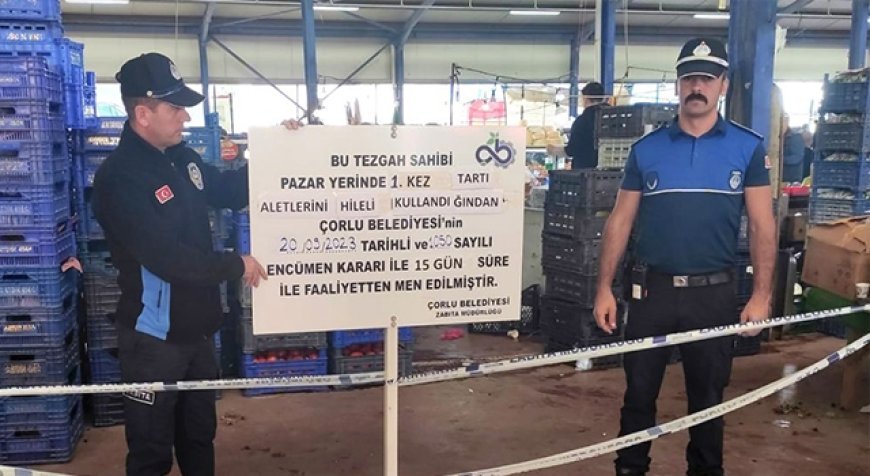 BU TEZGAH SAHİBİ
PAZAR YERİNDE 1. KEZ TARTI
ALETLERİNİ HİLELİ KULLANDIĞINDAN
ÇORLU BELEDİYESİ'nin
20/09/2023 TARİHLİ ve 1050 SAYILI
ENCÜMEN KARARI İLE 15 GÜN SÜRE
İLE FAALİYETTEN MEN EDİLMİŞTİR.
ÇORLU BELEDİYESİ
ZABITA MÜDÜRLÜĞÜ
ZABITA